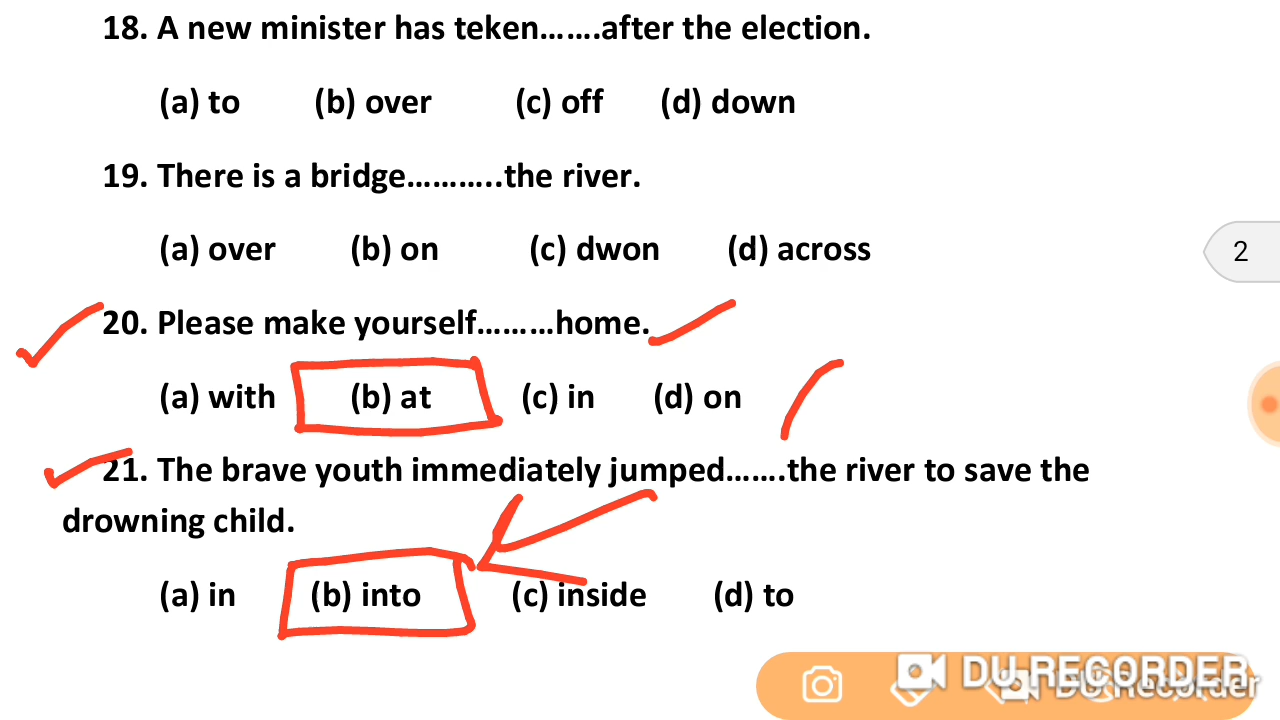 18. A new minister has teken…….after the election.
(a) to (b) over (c) off (d) down
19. There is a bridge………..the river.
(a) over (b) on (c) dwon (d) across
2
20. Please make yourself………home.
(a) with (b) at (c) in (d) on
21. The brave youth immediately jumped…….the river to save the
drowning child.
(a) in (b) into (c) inside (d) to
DU RECORDER
DU Recorder